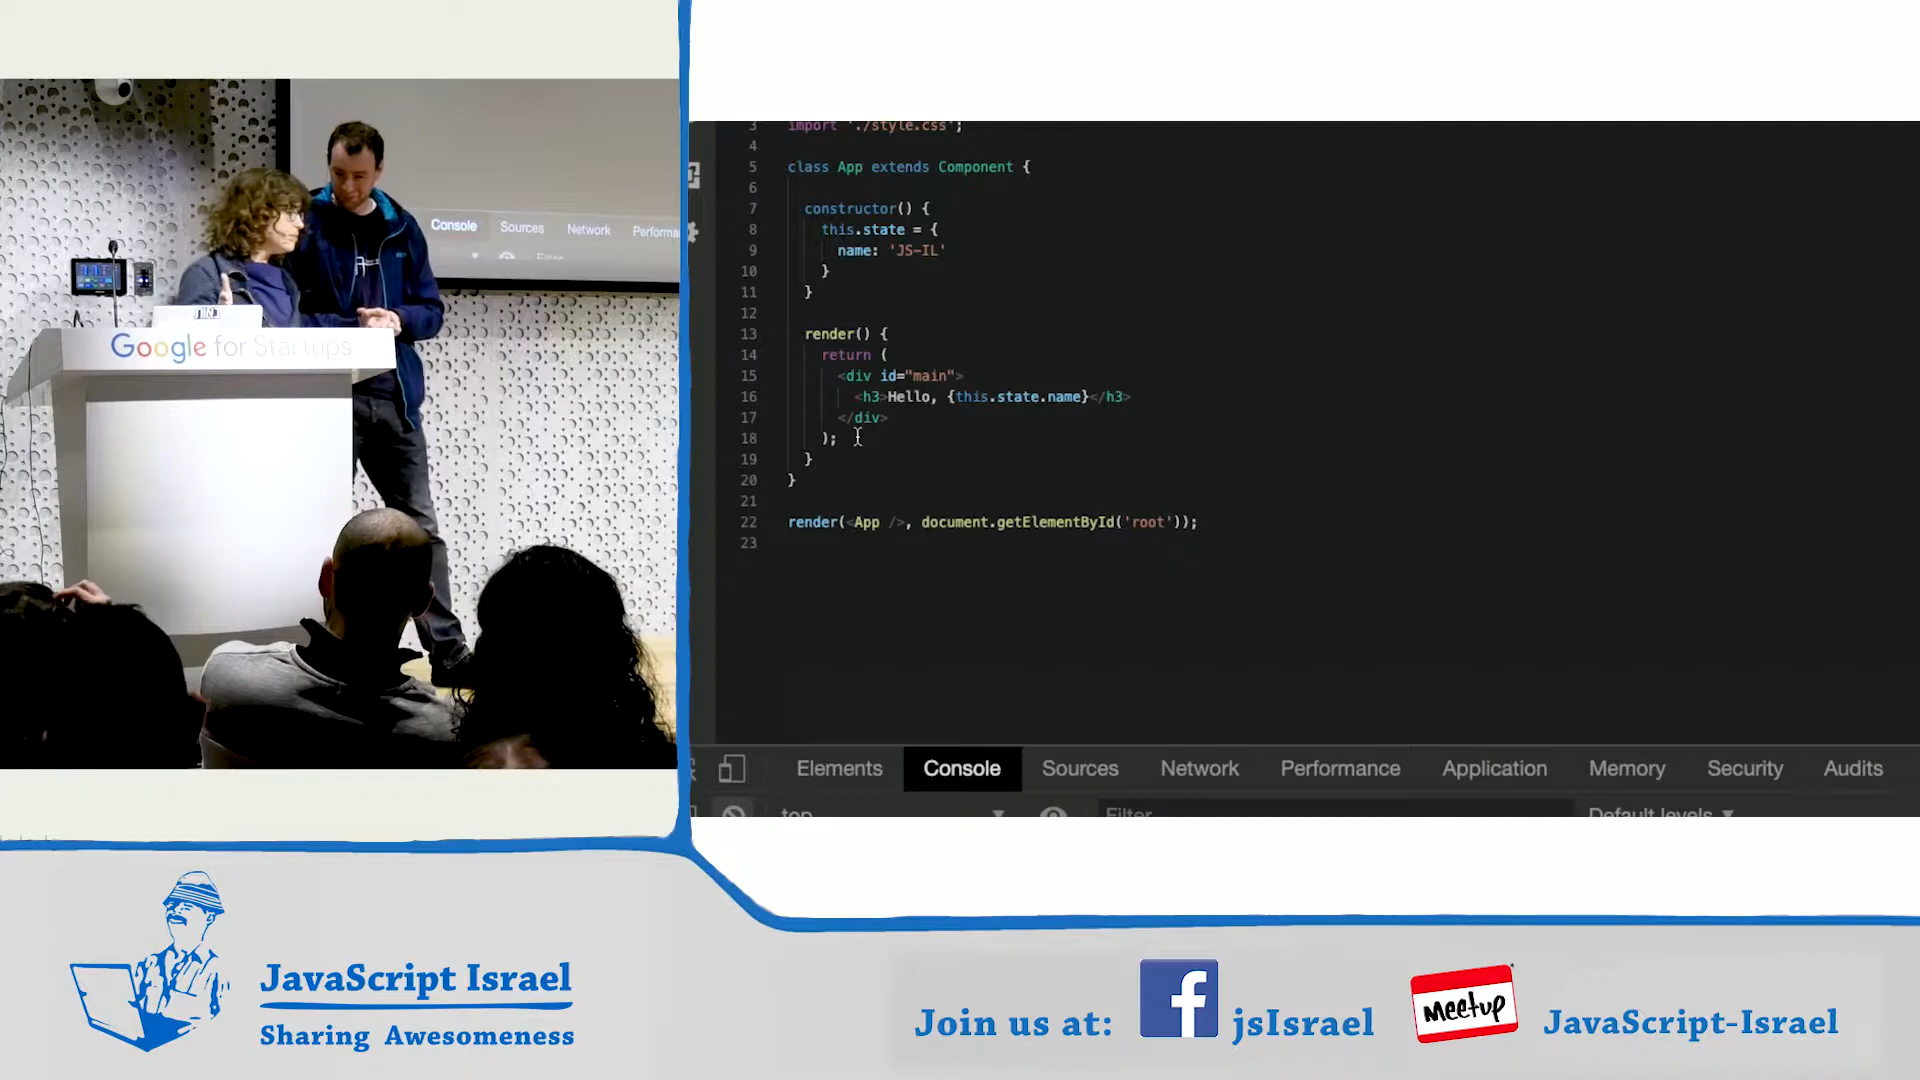 Console Sources Network Performa
Filter
Google for Startups
3 import './style.css';
4
5 class App extends Component {
6
7 constructor() {
8 this.state = {
9 name: 'JS-IL'
10 }
11 }
12
13 render() {
14 return (
15 <div id="main">
16 <h3>Hello, {this.state.name}</h3>
17 </div>
18 );
19 }
20 }
21
22 render(<App />, document.getElementById('root'));
23
Elements Console Sources Network Performance Application Memory Security Audits
top Filter Default levels
JavaScript Israel
Sharing Awesomeness
Join us at: f jsIsrael Meetup JavaScript-Israel